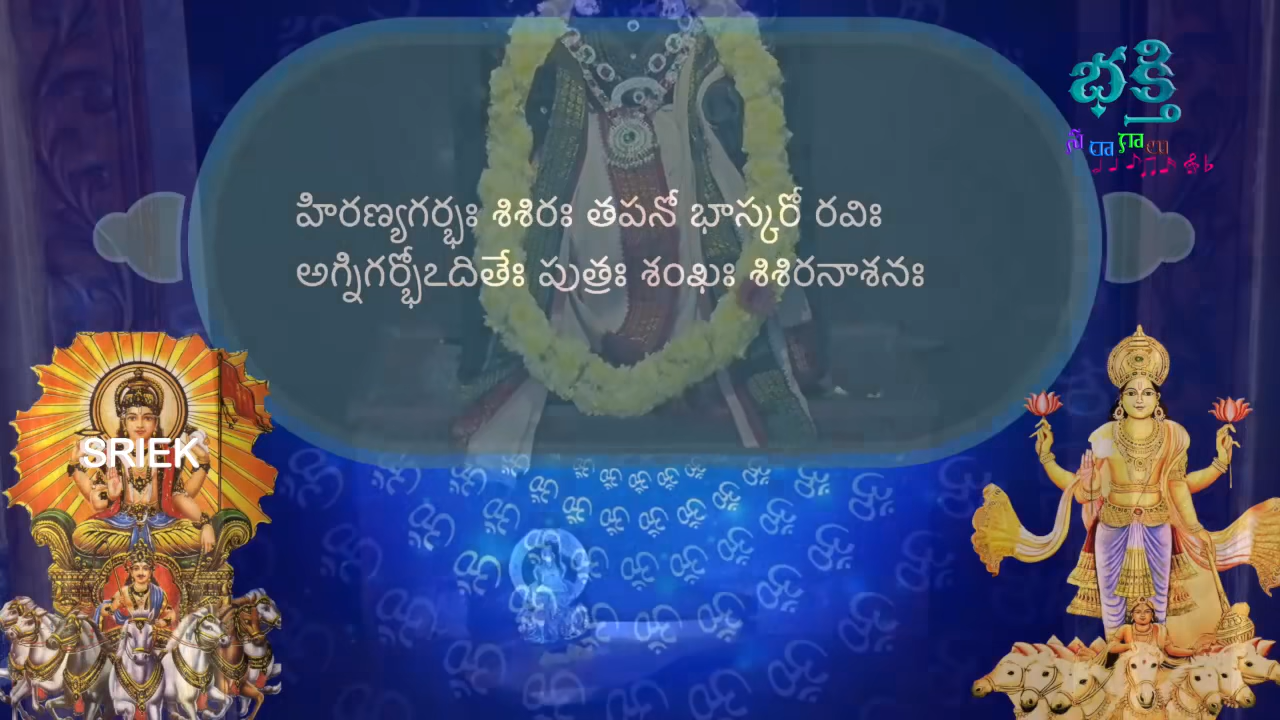 భక్తి
స రా గా లు
హిరణ్యగర్భః శిశిరః తపనో భాస్కరో రవిః
అగ్నిగర్భోఽదితేః పుత్రః శంఖః శిశిరనాశనః
SRIEK